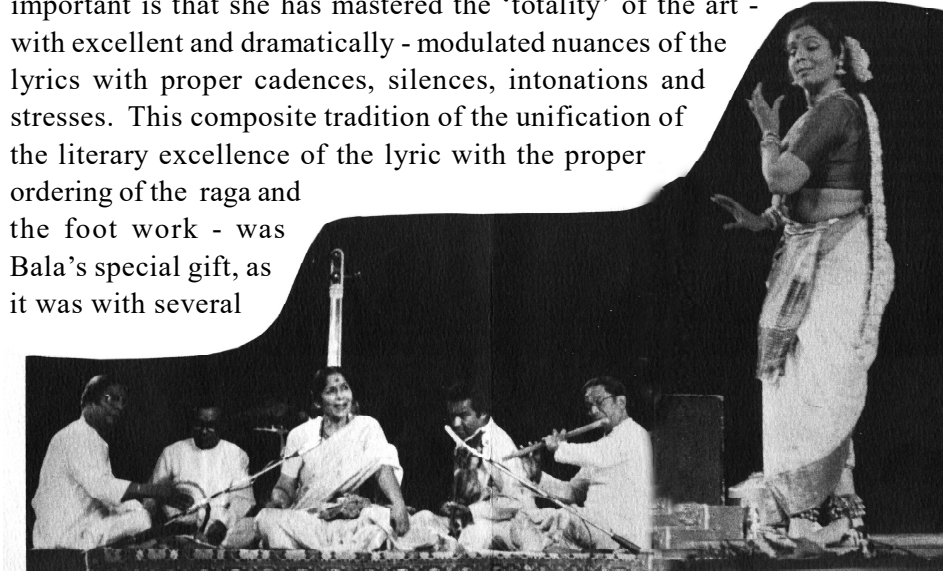 important is that she has mastered the ‘totality’ of the art -
with excellent and dramatically - modulated nuances of the
lyrics with proper cadences, silences, intonations and
stresses.  This composite tradition of the unification of
the literary excellence of the lyric with the proper
ordering of the raga and
the foot work - was
Bala’s special gift, as
it was with several